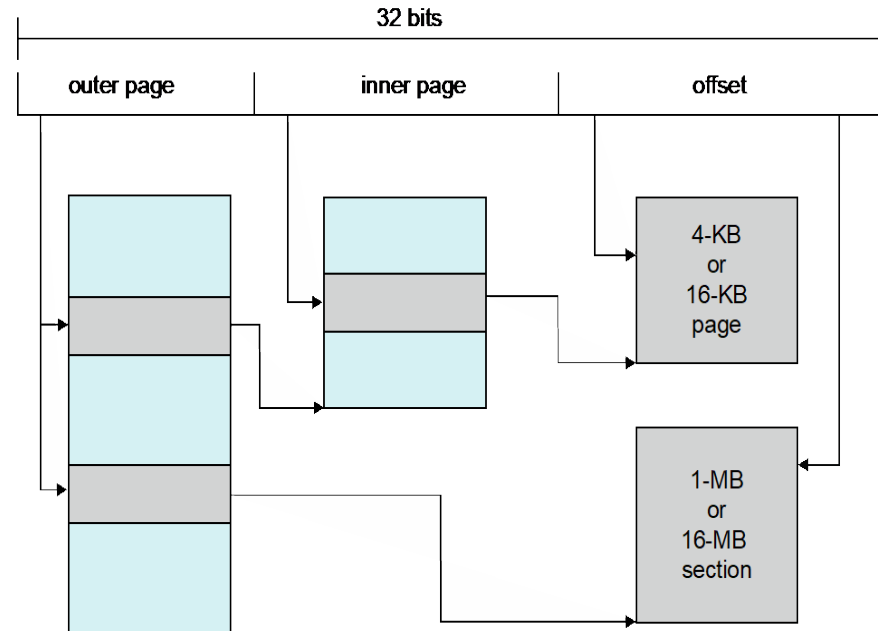 32 bits
outer page
inner page
offset
4-KB
or
16-KB
page
1-MB
or
16-MB
section